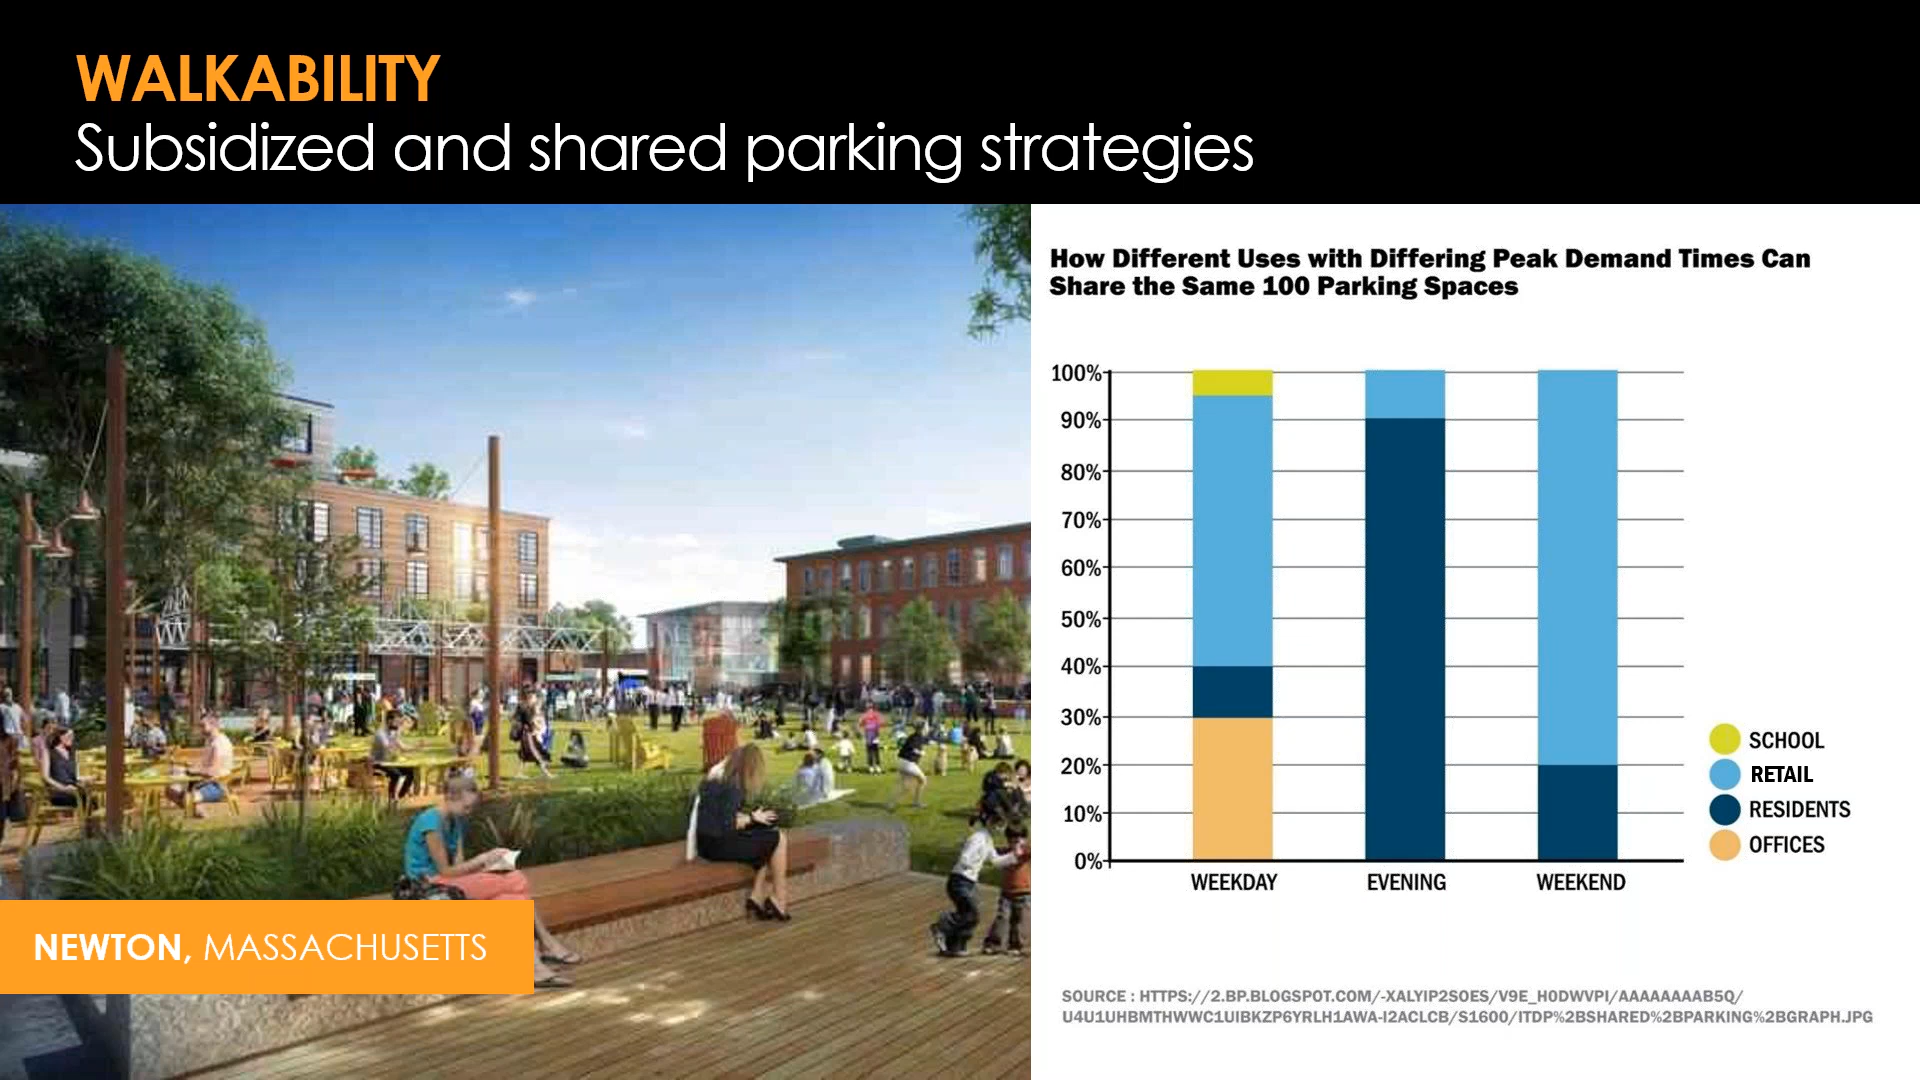 WALKABILITY
Subsidized and shared parking strategies
How Different Uses with Differing Peak Demand Times Can
Share the Same 100 Parking Spaces
100%
90%
80%
70%
60%
50%
40%
30%
20%
10%
0%
WEEKDAY
EVENING
WEEKEND
SCHOOL
RETAIL
RESIDENTS
OFFICES
NEWTON, MASSACHUSETTS
SOURCE : HTTPS://2.BP.BLOGSPOT.COM/-XALYIP2SOES/V9E_H0DWVPI/AAAAAAAAB5Q/
U4U1UHBMTHWWC1UIBKZP6YRLH1AWA-I2ACLCB/S1600/ITDP%2BSHARED%2BPARKING%2BGRAPH.JPG